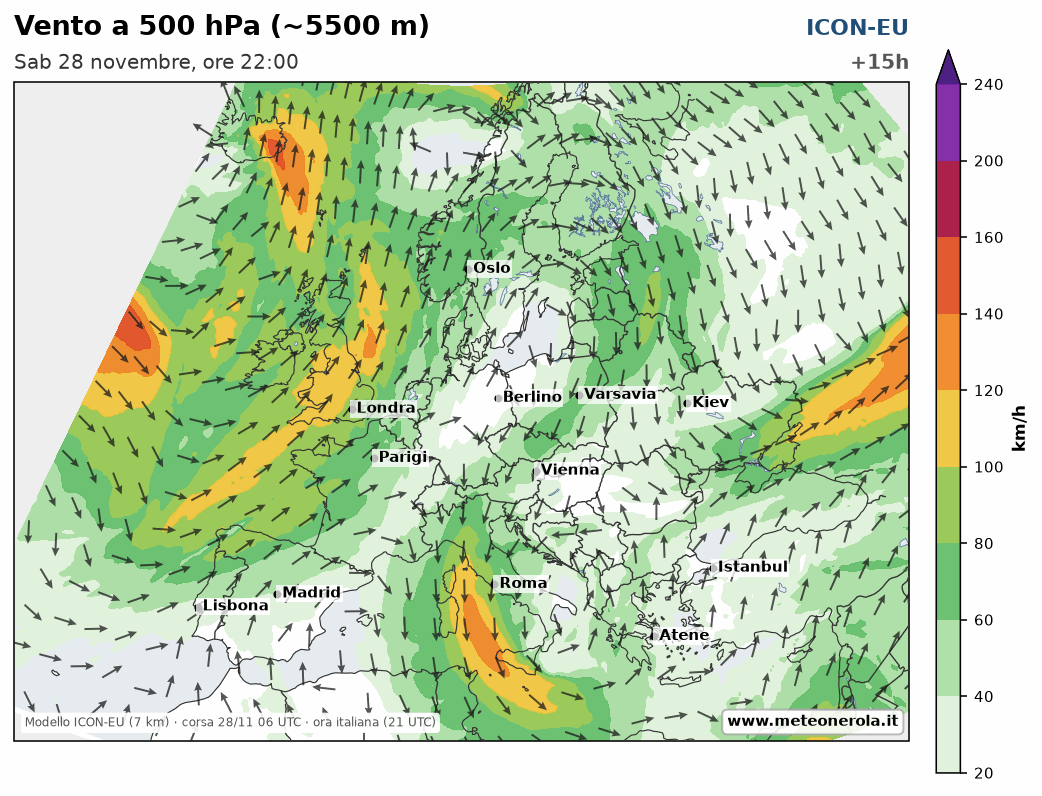 Vento a 500 hPa (~5500 m)
ICON-EU
Sab 28 novembre, ore 22:00
+15h
240
200
160
140
120
100
80
60
40
20
km/h
Oslo
Londra
Berlino
Varsavia
Kiev
Parigi
Vienna
Roma
Istanbul
Madrid
Lisbona
Atene
Modello ICON-EU (7 km) · corsa 28/11 06 UTC · ora italiana (21 UTC)
www.meteonerola.it